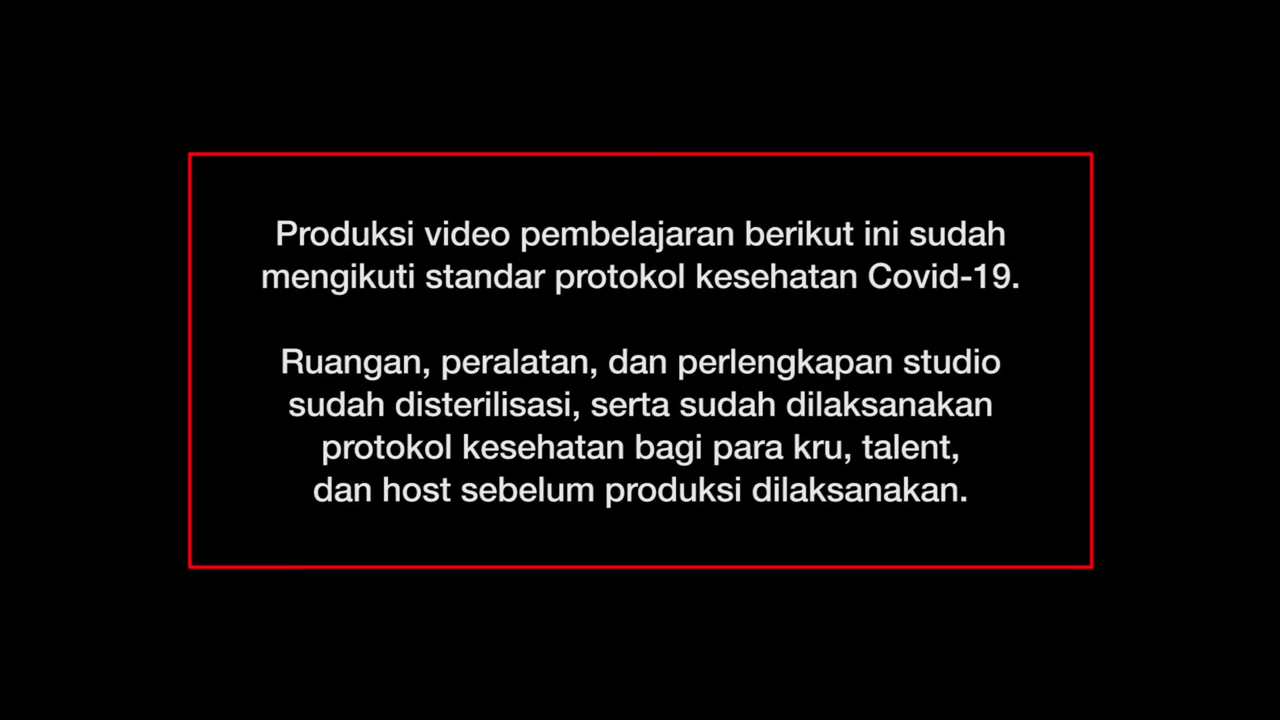 Produksi video pembelajaran berikut ini sudah
mengikuti standar protokol kesehatan Covid-19.
Ruangan, peralatan, dan perlengkapan studio
sudah disterilisasi, serta sudah dilaksanakan
protokol kesehatan bagi para kru, talent,
dan host sebelum produksi dilaksanakan.